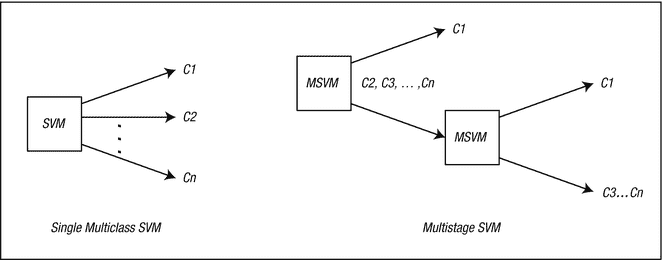 SVM
C1
C2
Cn
Single Multiclass SVM
MSVM
C1
C2, C3, ... ,Cn
MSVM
C1
C3...Cn
Multistage SVM